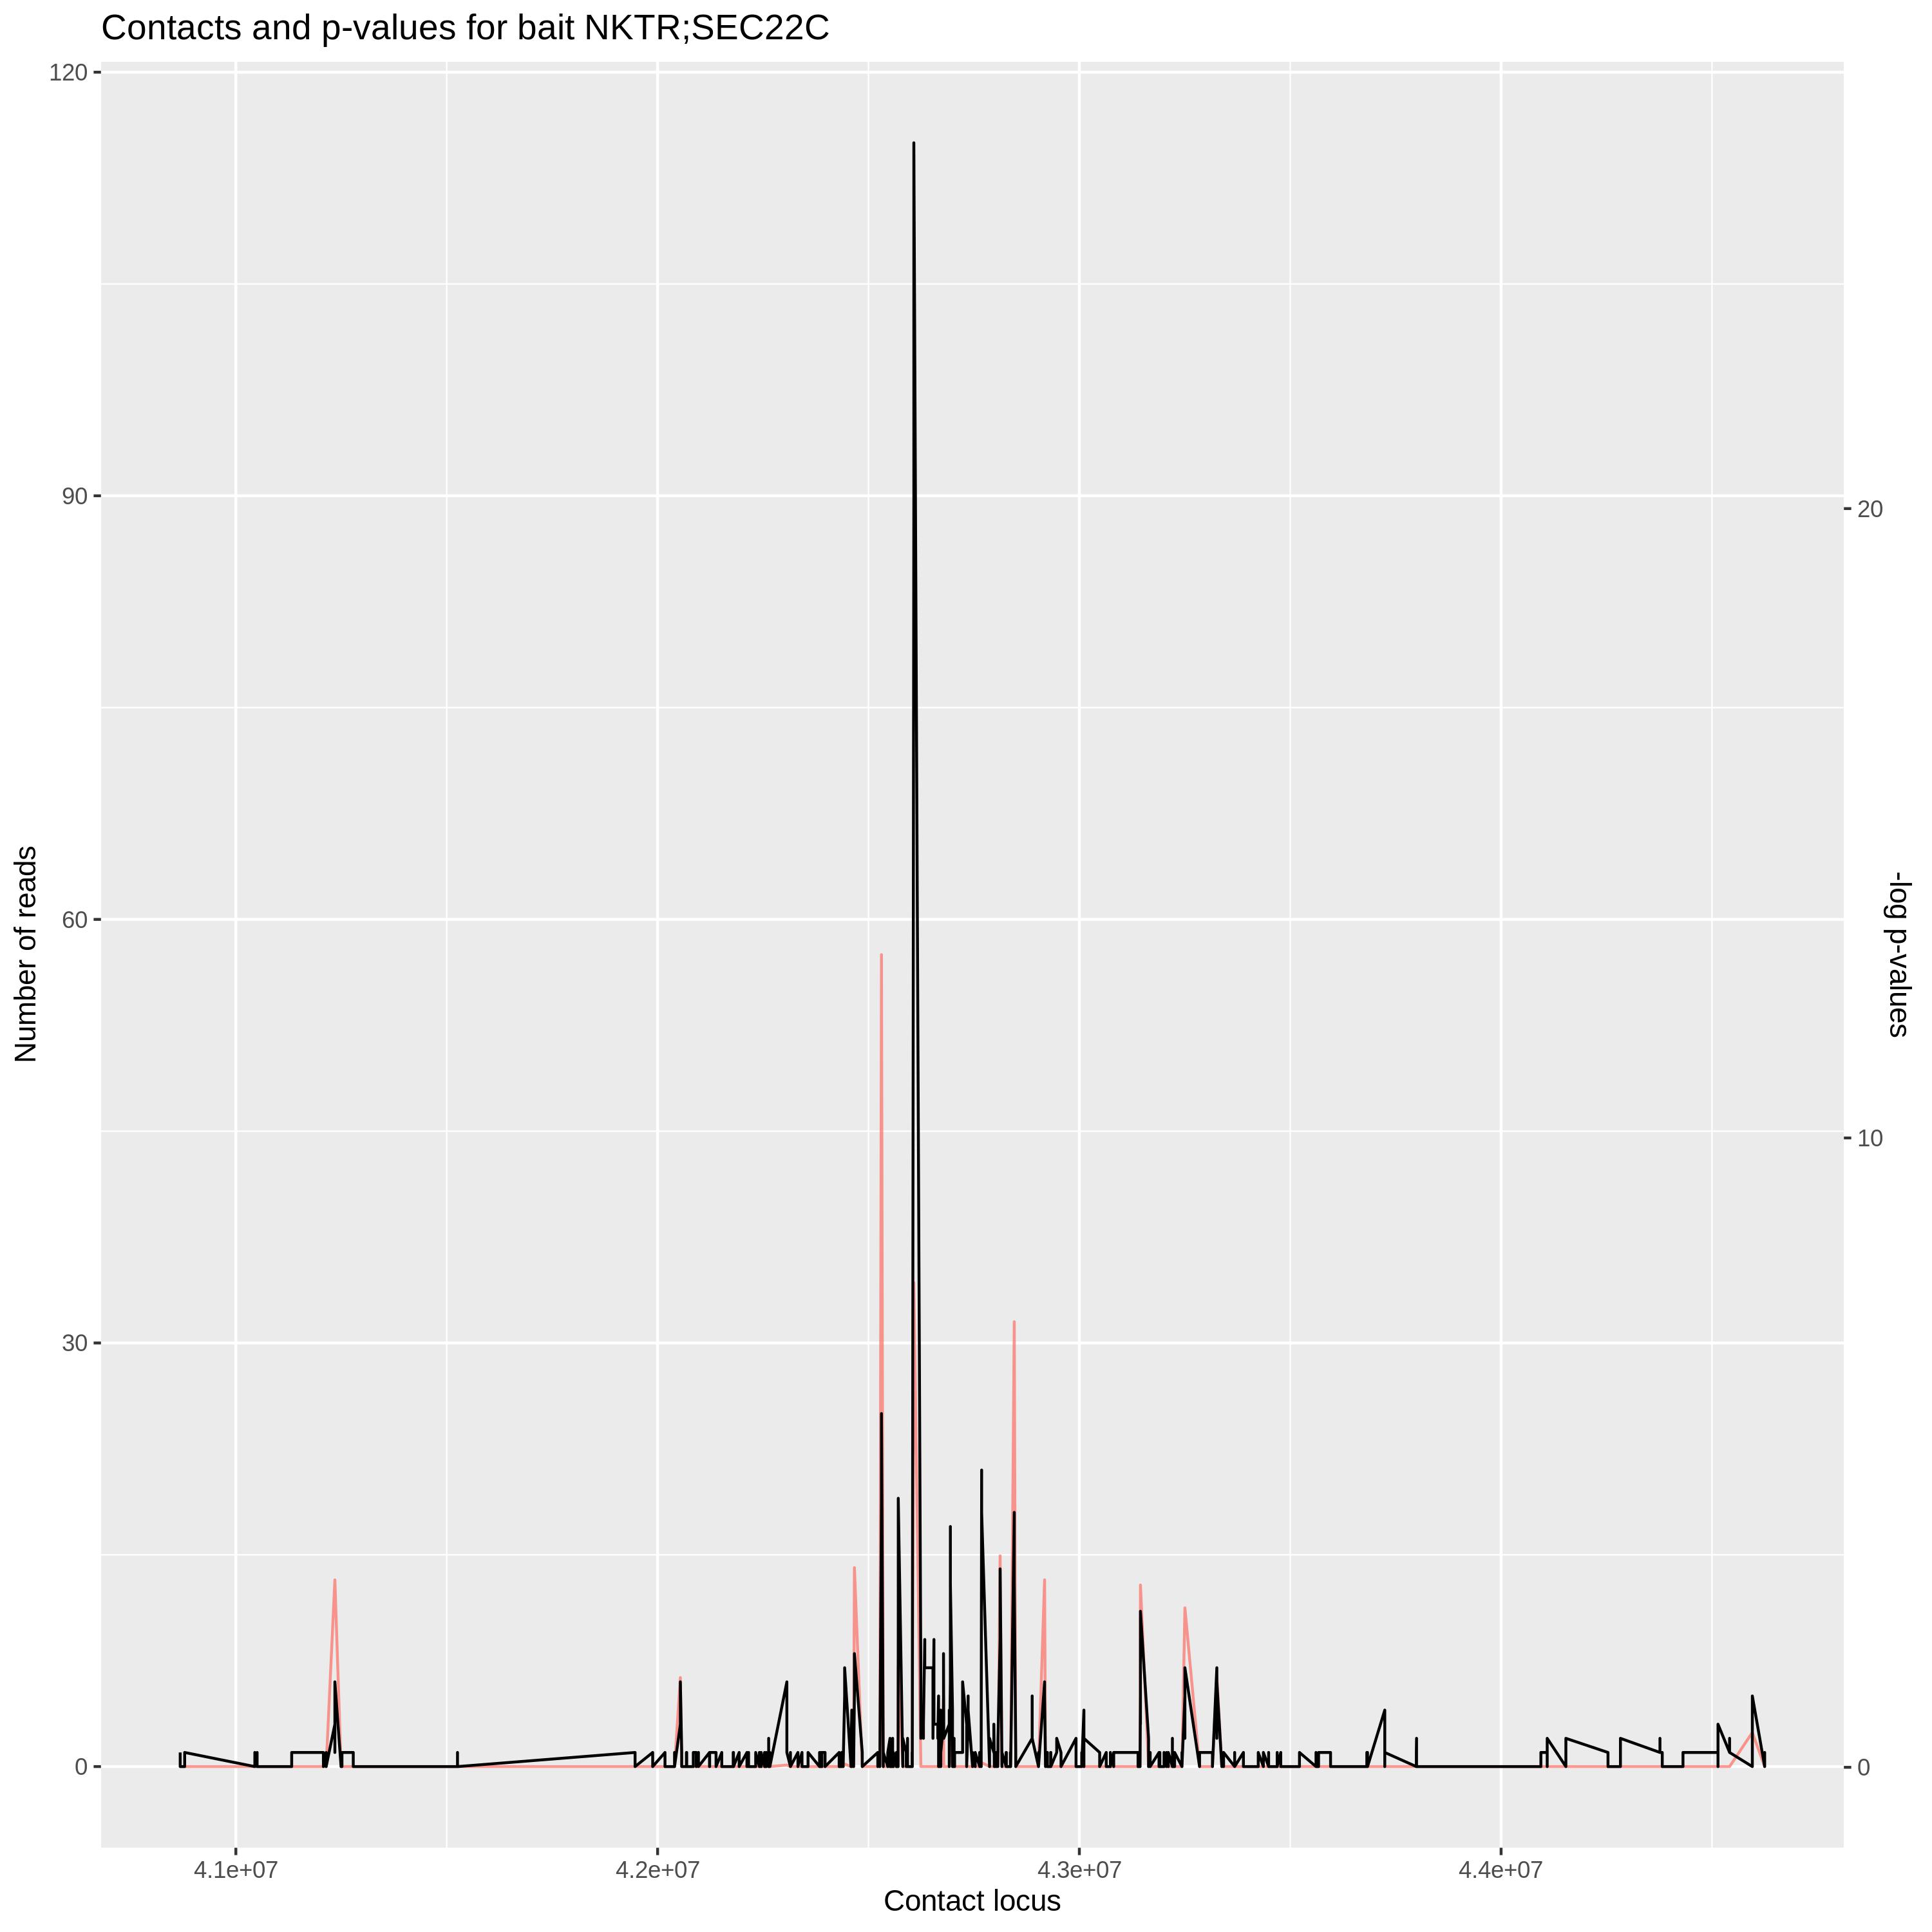 Contacts and p-values for bait NKTR;SEC22C
120
90
60
30
0
Number of reads
20
10
0
-log p-values
4.1e+07
4.2e+07
4.3e+07
4.4e+07
Contact locus